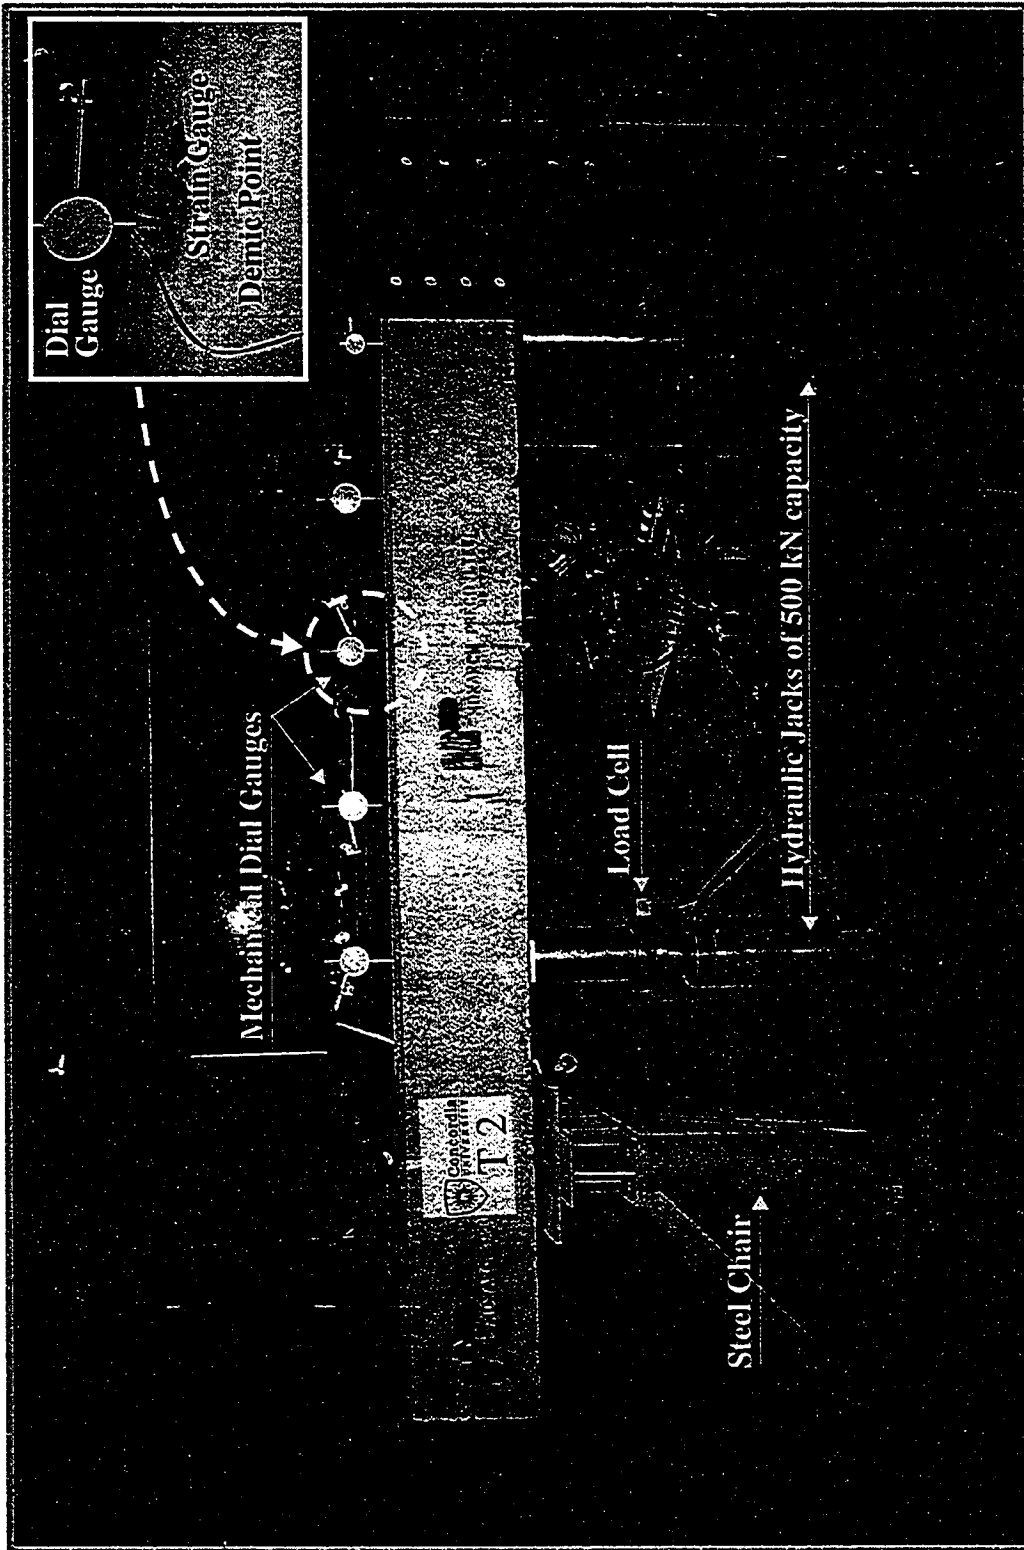 Dial
Gauge
Strain Gauge
Demic Point
Mechanical Dial Gauges
Concordia
UNIVERSITY
T 2
Load Cell
Hydraulic Jacks of 500 kN capacity
Steel Chair